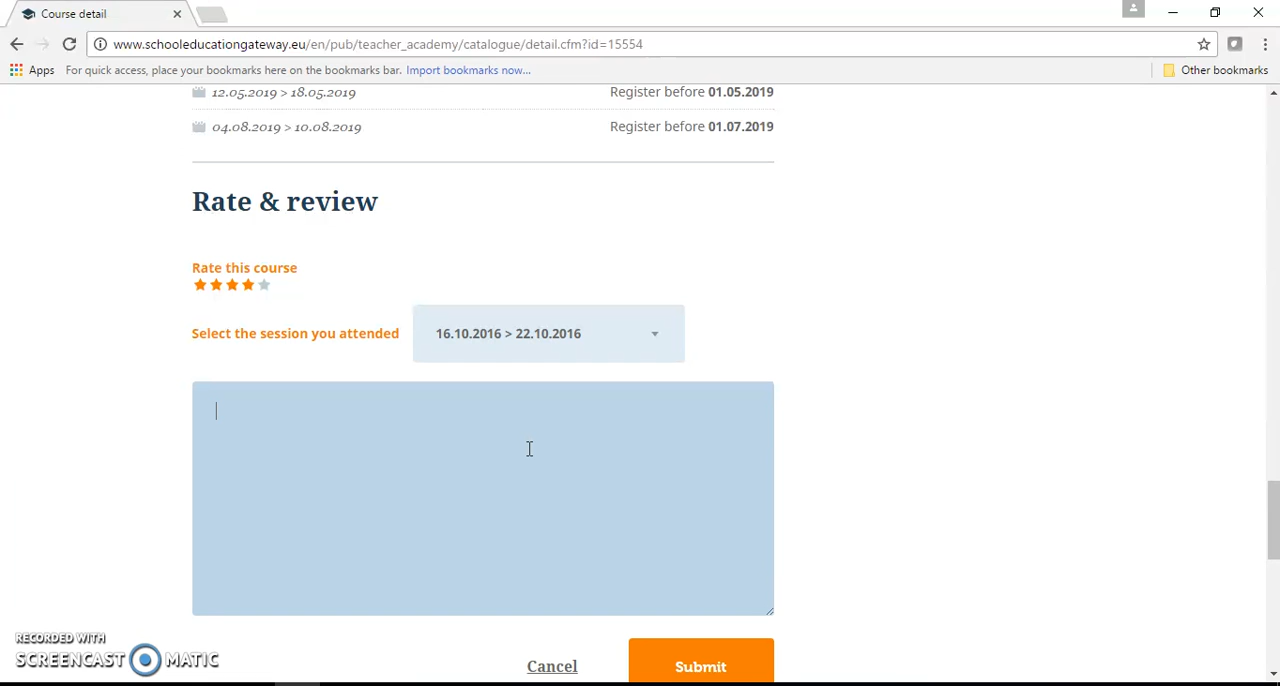 Course detail
www.schooleducationgateway.eu/en/pub/teacher_academy/catalogue/detail.cfm?id=15554
Apps For quick access, place your bookmarks here on the bookmarks bar. Import bookmarks now... Other bookmarks
12.05.2019 > 18.05.2019 Register before 01.05.2019
04.08.2019 > 10.08.2019 Register before 01.07.2019
Rate & review
Rate this course
Select the session you attended 16.10.2016 > 22.10.2016
Cancel Submit
RECORDED WITH
SCREENCAST MATIC